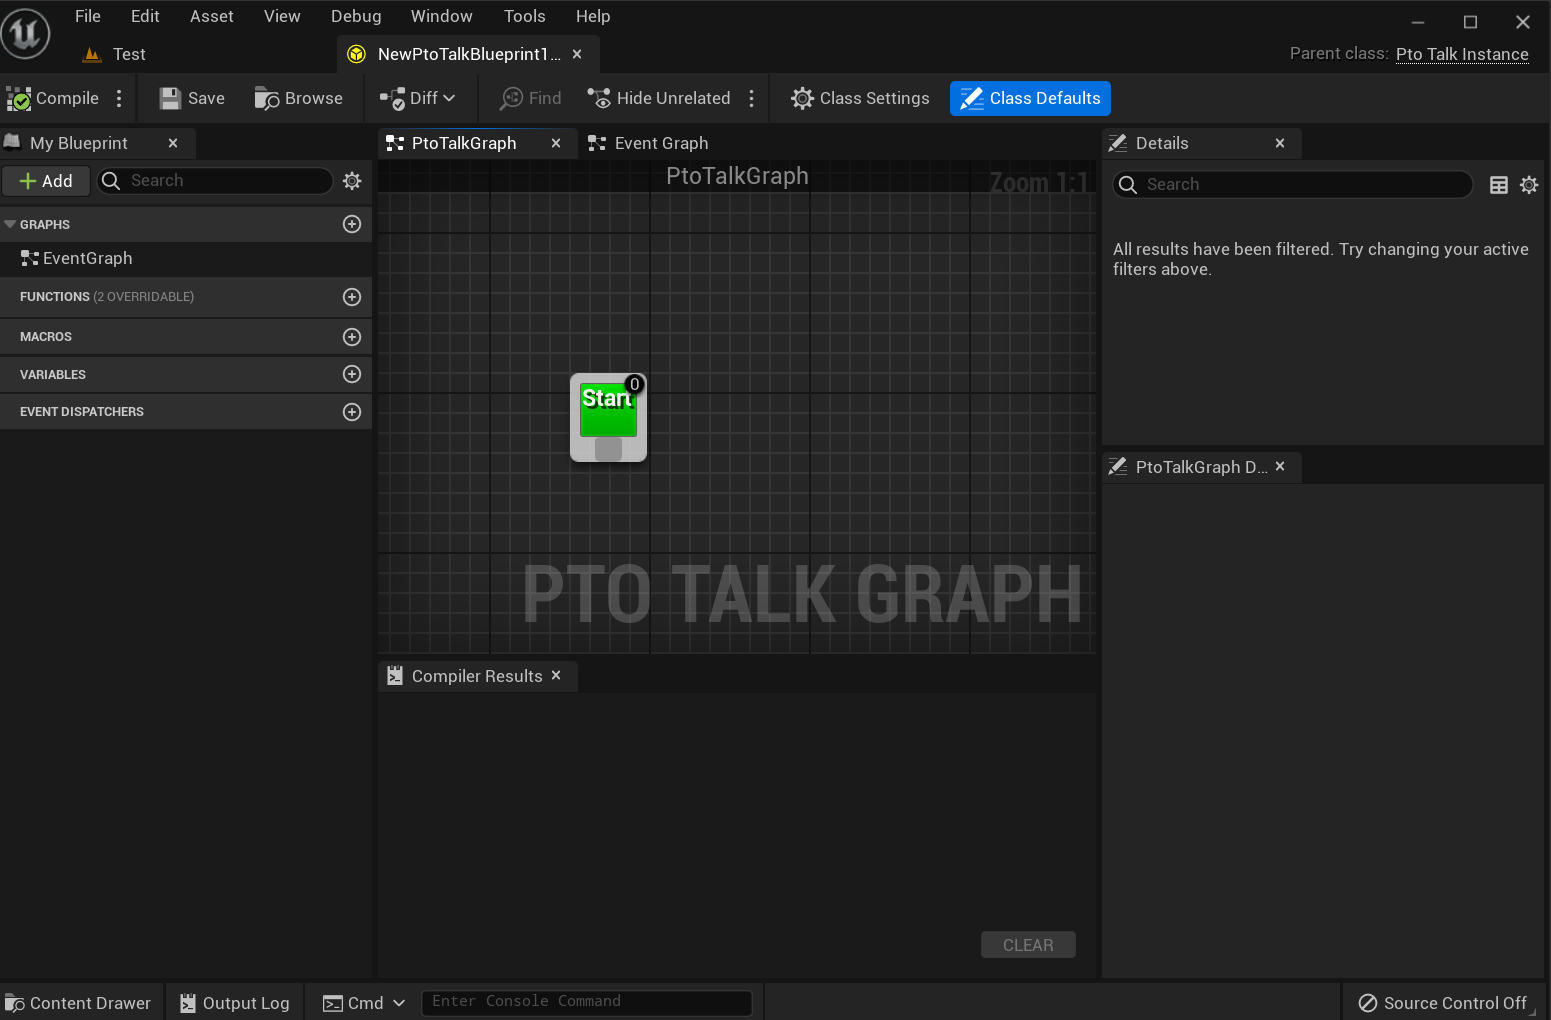 File Edit Asset View Debug Window Tools Help
Test
NewPtoTalkBlueprint1...
Parent class: Pto Talk Instance
Compile Save Browse Diff Find Hide Unrelated Class Settings Class Defaults
My Blueprint
Add Search
GRAPHS
EventGraph
FUNCTIONS (2 OVERRIDABLE)
MACROS
VARIABLES
EVENT DISPATCHERS
PtoTalkGraph Event Graph
PtoTalkGraph
Zoom 1:1
0
Start
PTO TALK GRAPH
Compiler Results
CLEAR
Details
Search
All results have been filtered. Try changing your active
filters above.
PtoTalkGraph D...
Content Drawer Output Log Cmd Enter Console Command Source Control Off